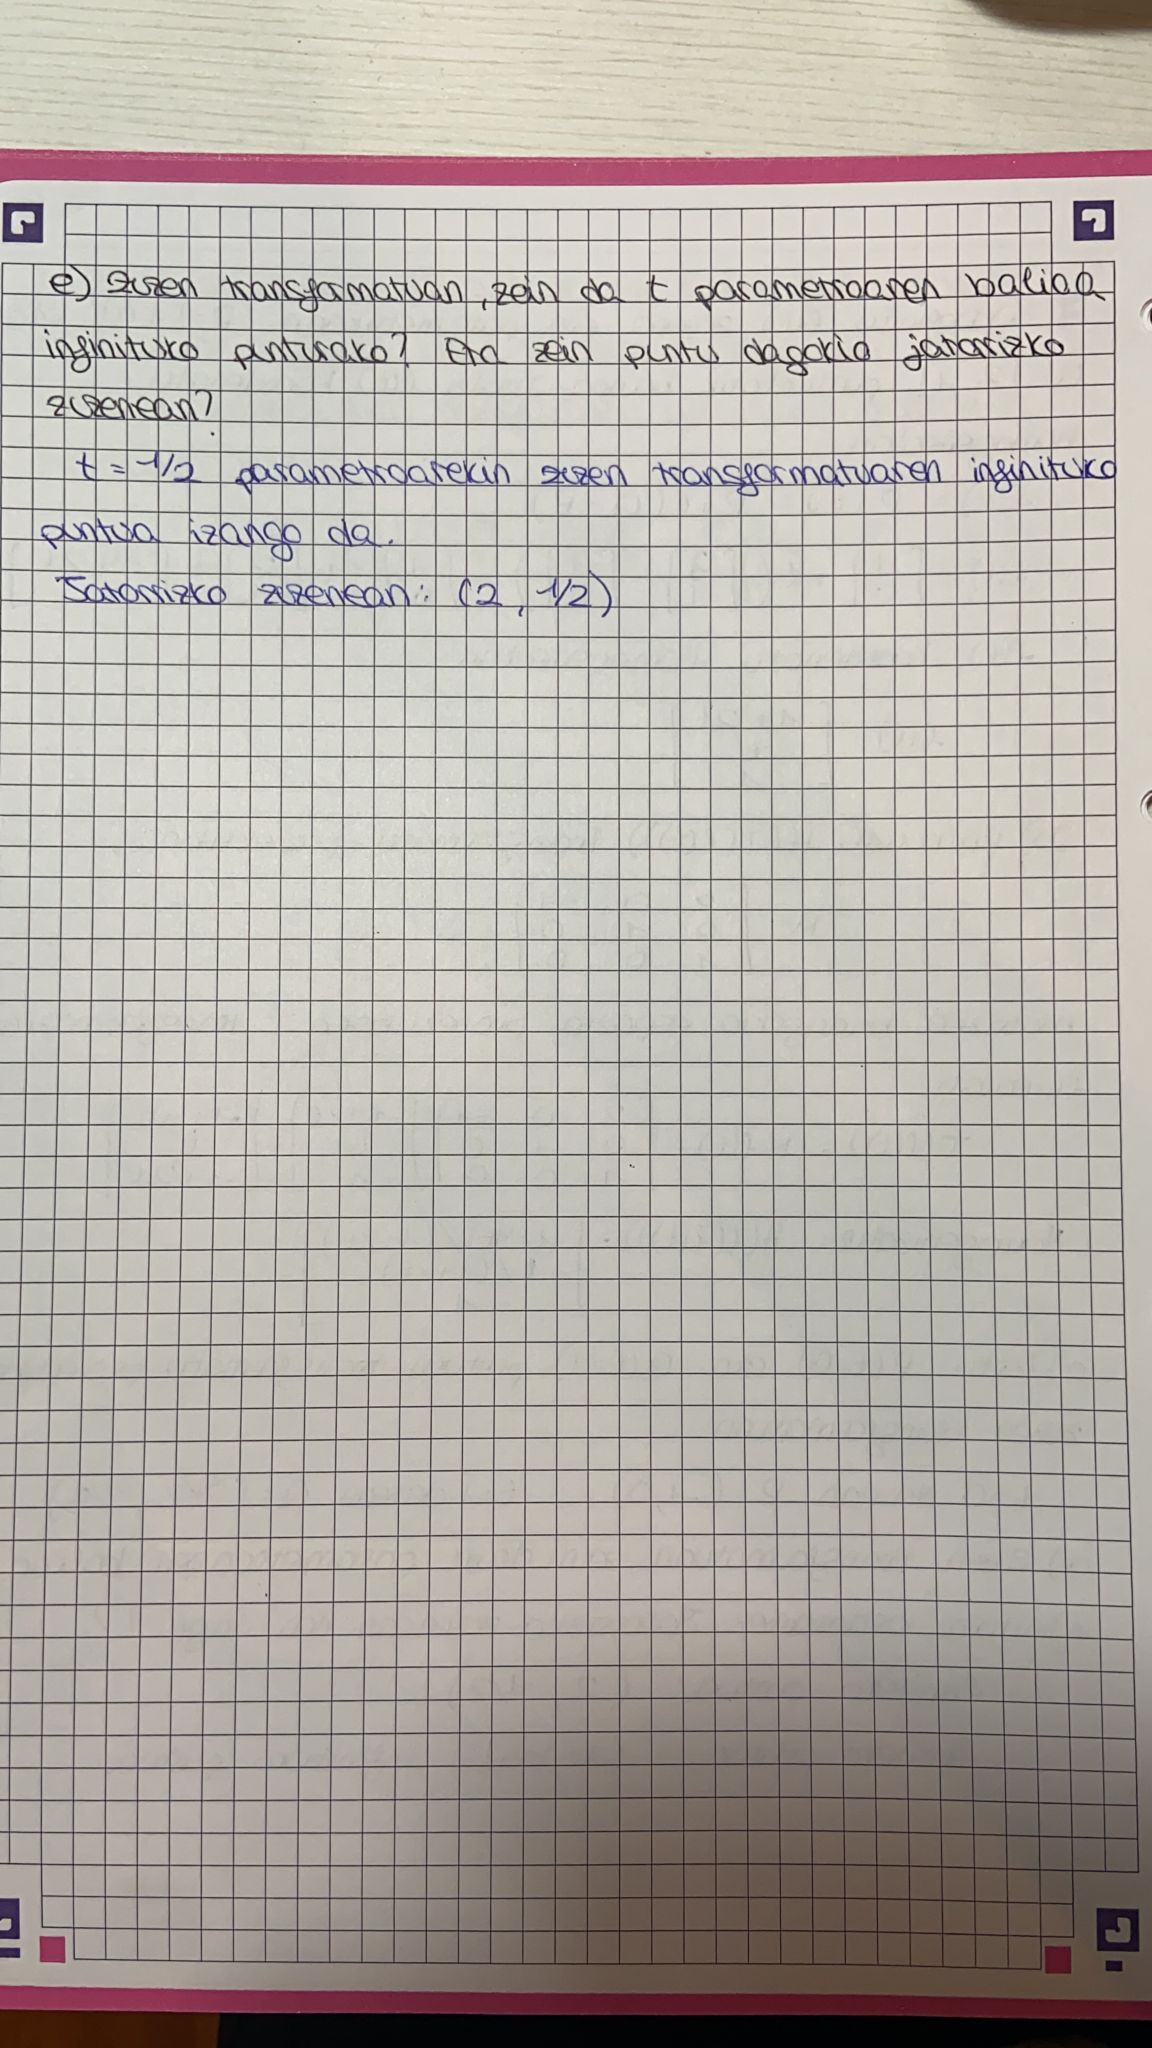 e) zuzen transformatuan, zein da t parametroaren balioa
infinituko punturako? Eta zein puntu dagokio jatorrizko
zuzenean?
t = -1/2 parametroarekin zuzen transformatuaren infinituko
puntua izango da.
Jatorrizko zuzenean: (2, 1/2)